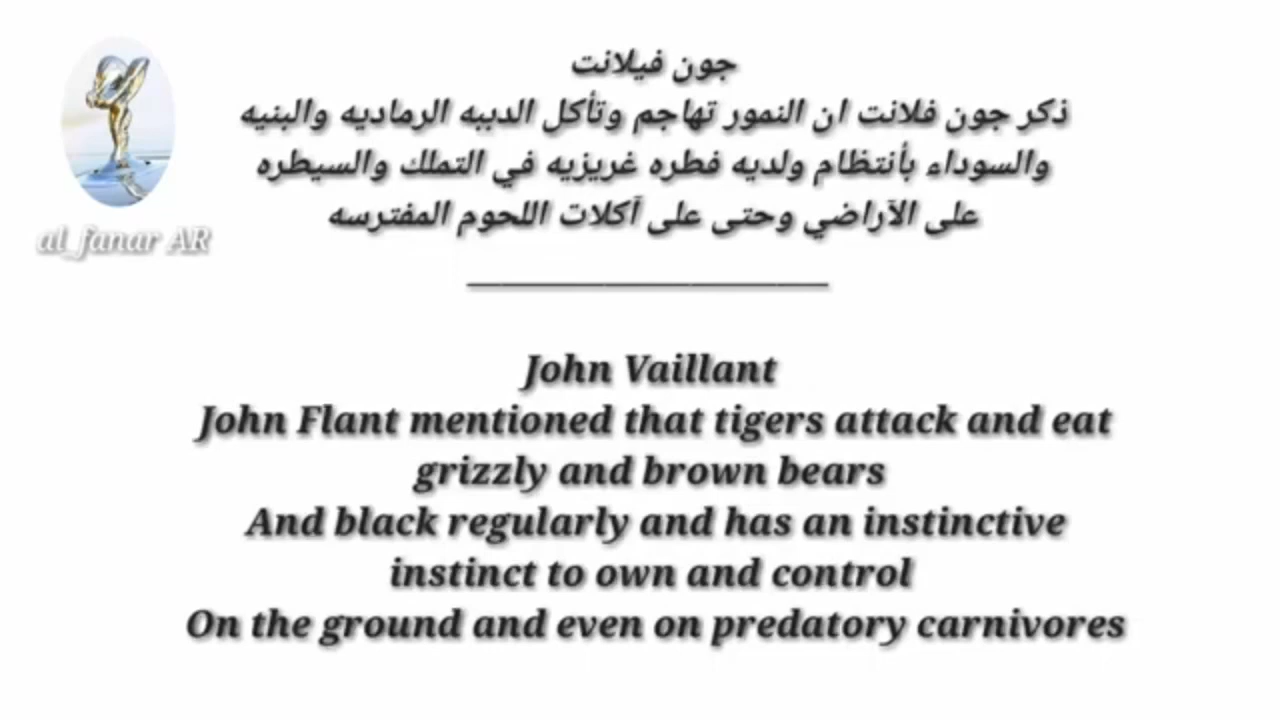 جون فيلانت
ذكر جون فلانت ان النمور تهاجم وتأكل الدببه الرماديه والبنيه
والسوداء بأنتظام ولديه فطره غريزيه في التملك والسيطره
على الآراضي وحتى على آكلات اللحوم المفترسه
al_fanar AR
John Vaillant
John Flant mentioned that tigers attack and eat
grizzly and brown bears
And black regularly and has an instinctive
instinct to own and control
On the ground and even on predatory carnivores